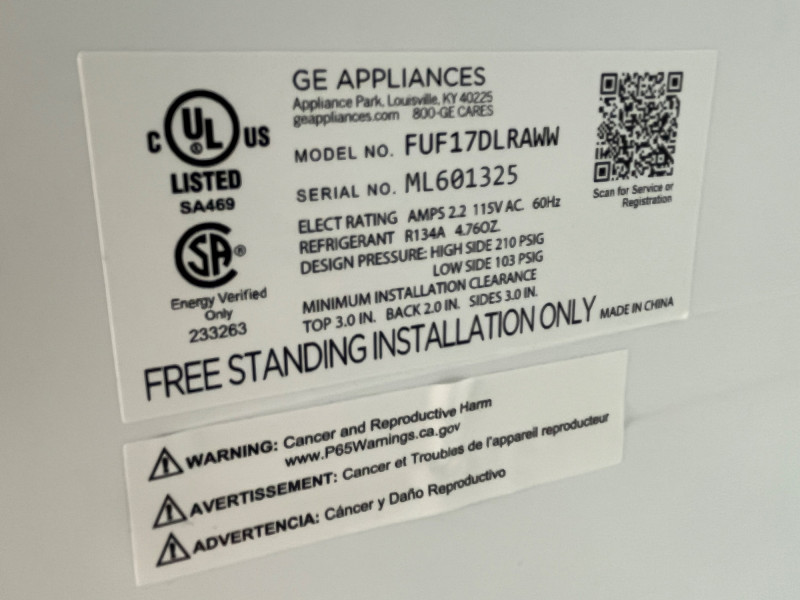 GE APPLIANCES
Appliance Park, Louisville, KY 40225
geappliances.com 800-GE CARES
C UL US
LISTED
SA469
MODEL NO. FUF17DLRAWW
SERIAL NO. ML601325
Scan for Service or
Registration
SA®
Energy Verified
Only
233263
ELECT RATING AMPS 2.2 115V AC. 60Hz
REFRIGERANT R134A 4.76OZ.
DESIGN PRESSURE: HIGH SIDE 210 PSIG
LOW SIDE 103 PSIG
MINIMUM INSTALLATION CLEARANCE
TOP 3.0 IN. BACK 2.0 IN. SIDES 3.0 IN.
FREE STANDING INSTALLATION ONLY MADE IN CHINA
WARNING: Cancer and Reproductive Harm
www.P65Warnings.ca.gov
AVERTISSEMENT: Cancer et Troubles de l'appareil reproducteur
ADVERTENCIA: Cáncer y Daño Reproductivo